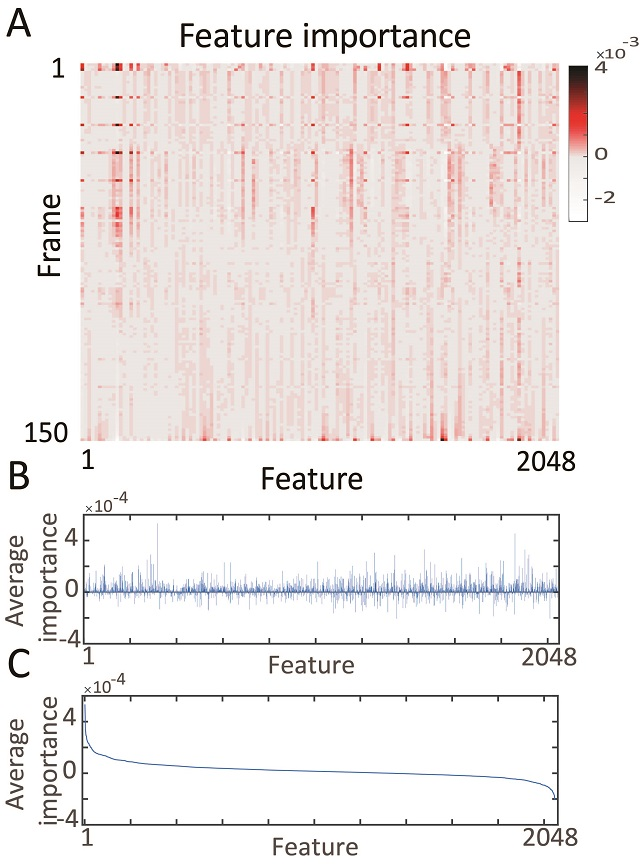 A
Feature importance
×10-3
4
0
-2
1
Frame
150
1
2048
Feature
B
×10-4
Average
importance
4
0
-4
1
2048
Feature
C
×10-4
Average
importance
4
0
-4
1
2048
Feature